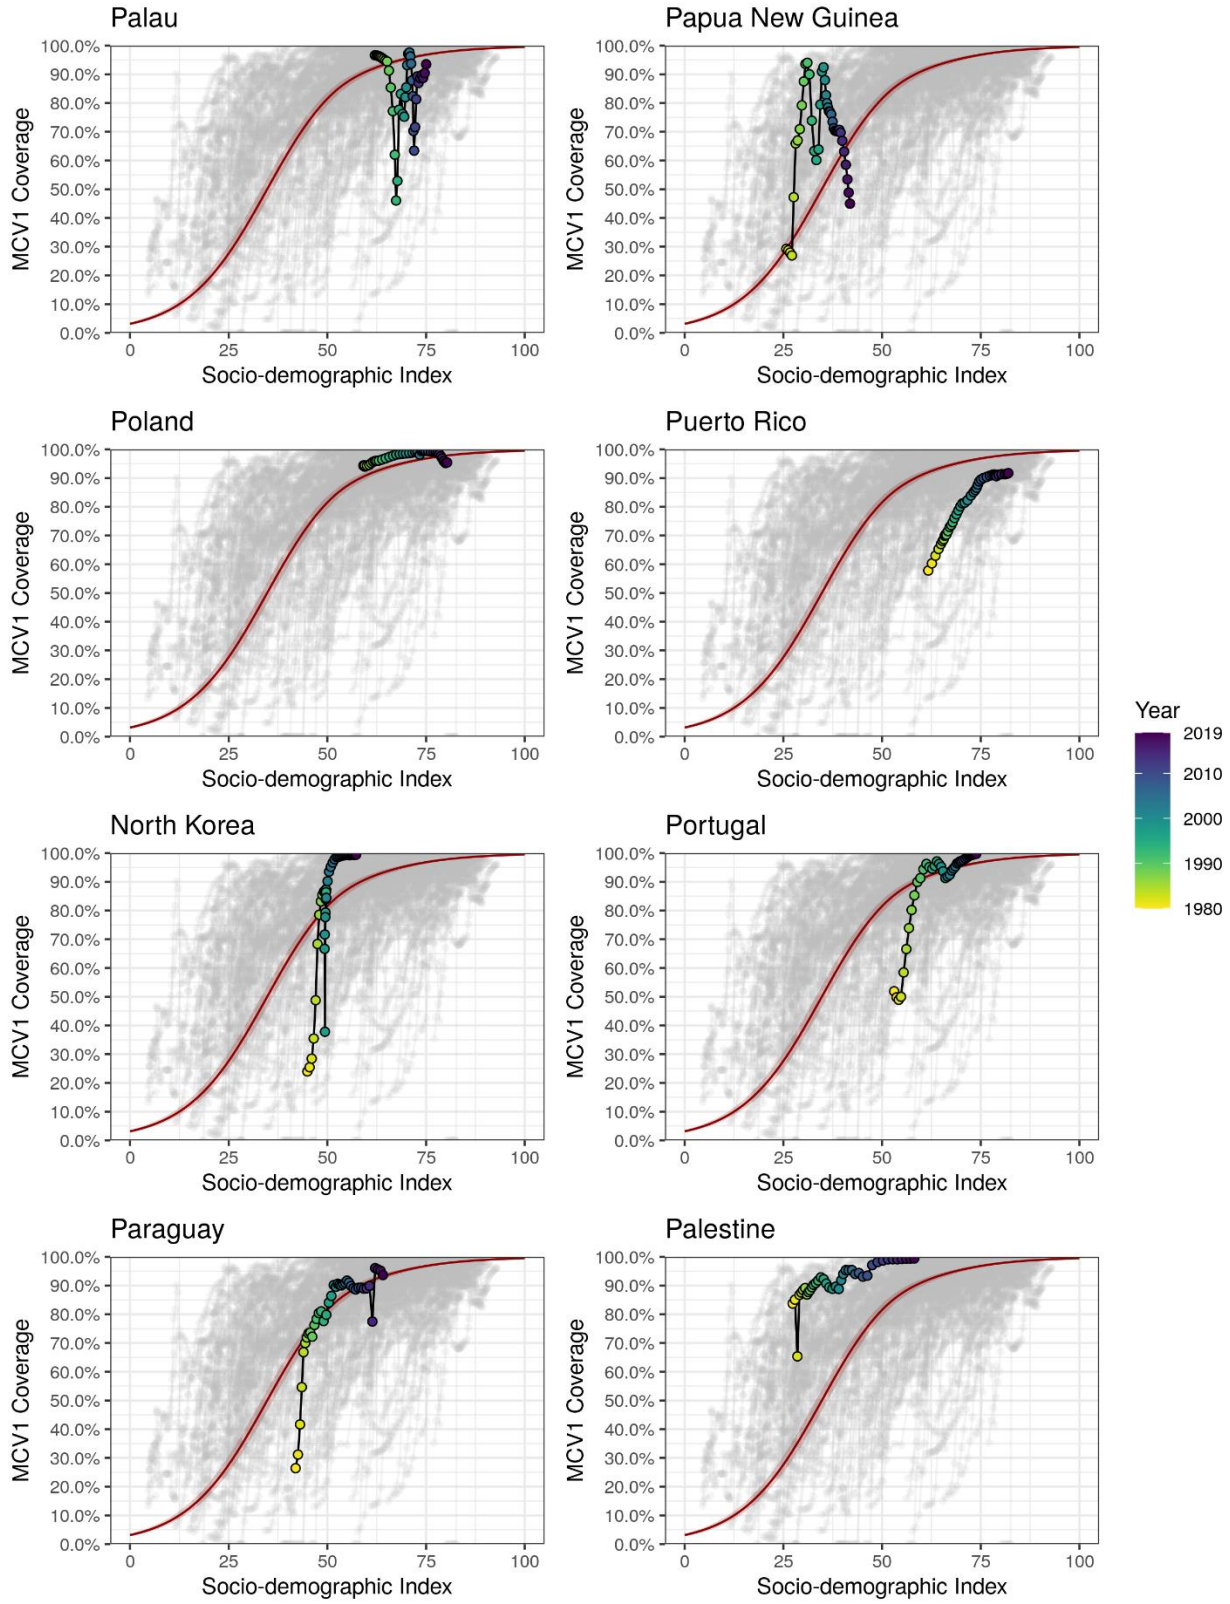 Palau
100.0%
90.0%
80.0%
70.0%
60.0%
50.0%
40.0%
30.0%
20.0%
10.0%
0.0%
MCV1 Coverage
0 25 50 75 100
Socio-demographic Index
Papua New Guinea
100.0%
90.0%
80.0%
70.0%
60.0%
50.0%
40.0%
30.0%
20.0%
10.0%
0.0%
MCV1 Coverage
0 25 50 75 100
Socio-demographic Index
Poland
100.0%
90.0%
80.0%
70.0%
60.0%
50.0%
40.0%
30.0%
20.0%
10.0%
0.0%
MCV1 Coverage
0 25 50 75 100
Socio-demographic Index
Puerto Rico
100.0%
90.0%
80.0%
70.0%
60.0%
50.0%
40.0%
30.0%
20.0%
10.0%
0.0%
MCV1 Coverage
0 25 50 75 100
Socio-demographic Index
Year
2019
2010
2000
1990
1980
North Korea
100.0%
90.0%
80.0%
70.0%
60.0%
50.0%
40.0%
30.0%
20.0%
10.0%
0.0%
MCV1 Coverage
0 25 50 75 100
Socio-demographic Index
Portugal
100.0%
90.0%
80.0%
70.0%
60.0%
50.0%
40.0%
30.0%
20.0%
10.0%
0.0%
MCV1 Coverage
0 25 50 75 100
Socio-demographic Index
Paraguay
100.0%
90.0%
80.0%
70.0%
60.0%
50.0%
40.0%
30.0%
20.0%
10.0%
0.0%
MCV1 Coverage
0 25 50 75 100
Socio-demographic Index
Palestine
100.0%
90.0%
80.0%
70.0%
60.0%
50.0%
40.0%
30.0%
20.0%
10.0%
0.0%
MCV1 Coverage
0 25 50 75 100
Socio-demographic Index